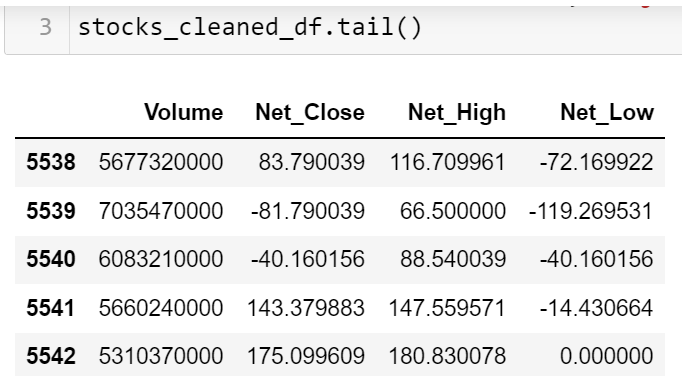 3 stocks_cleaned_df.tail()
Volume Net_Close Net_High Net_Low
5538 5677320000 83.790039 116.709961 -72.169922
5539 7035470000 -81.790039 66.500000 -119.269531
5540 6083210000 -40.160156 88.540039 -40.160156
5541 5660240000 143.379883 147.559571 -14.430664
5542 5310370000 175.099609 180.830078 0.000000